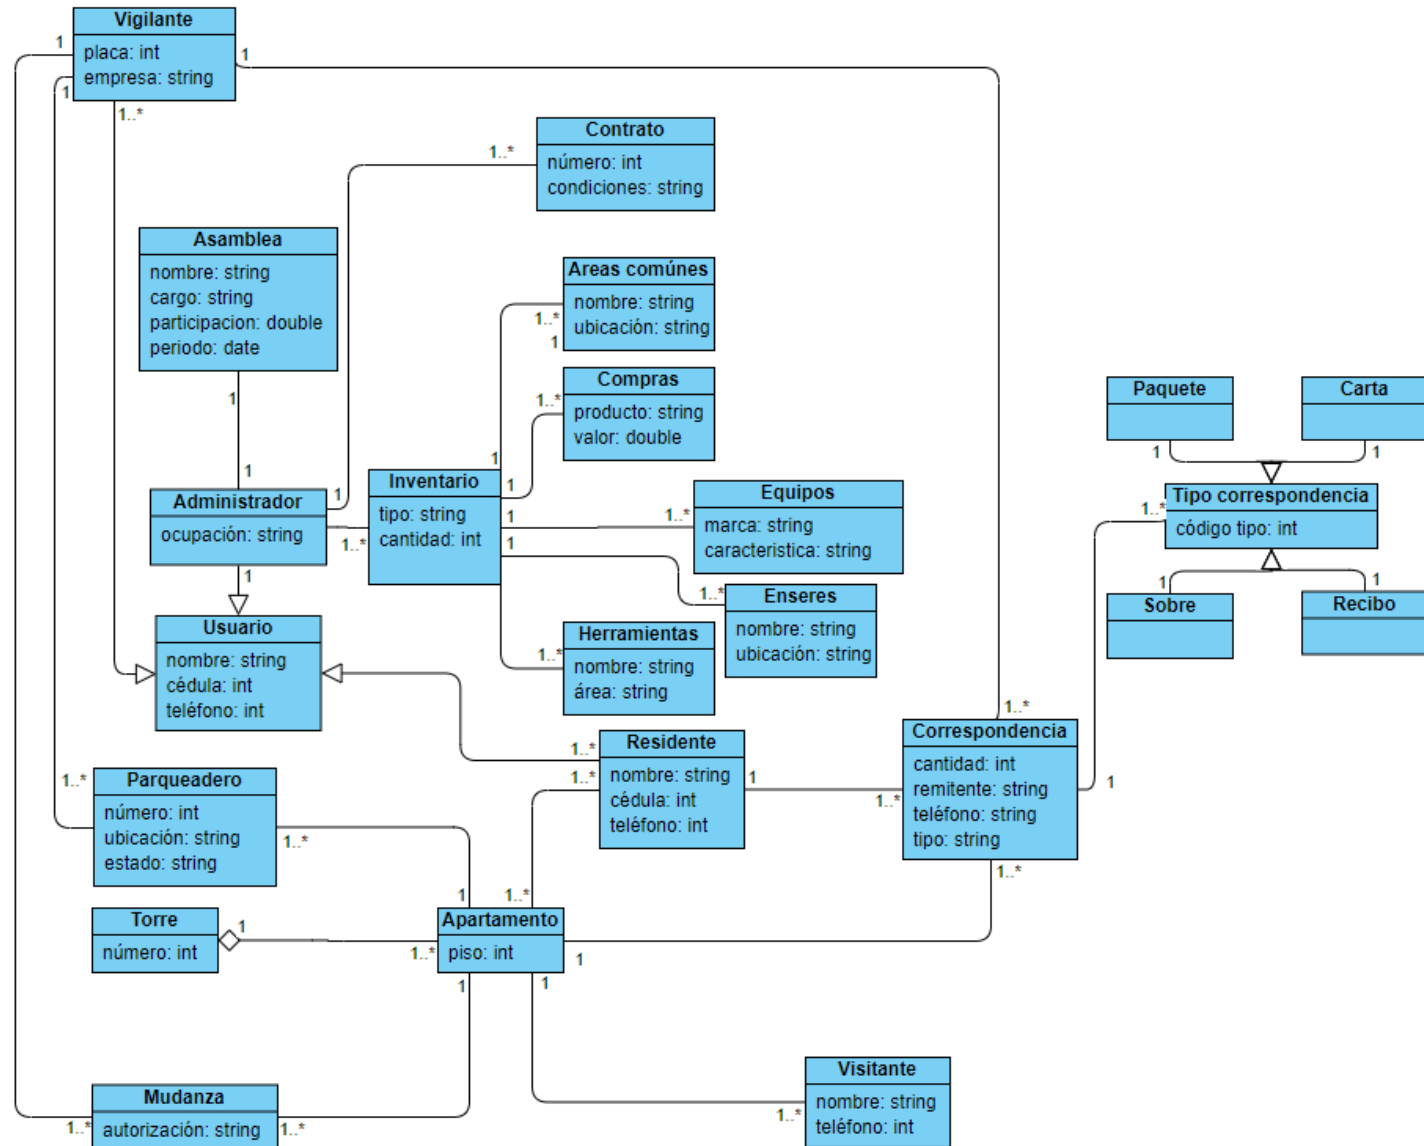 Vigilante
placa: int
empresa: string
1
1
1
1..*
Contrato
número: int
condiciones: string
1..*
Asamblea
nombre: string
cargo: string
participacion: double
periodo: date
1
1
Areas comúnes
nombre: string
ubicación: string
1..*
1
Compras
producto: string
valor: double
1..*
Paquete
Carta
1
1
Administrador
ocupación: string
1
1..*
1
Inventario
tipo: string
cantidad: int
1
1
1
1
Equipos
marca: string
caracteristica: string
1..*
Tipo correspondencia
código tipo: int
1..*
1
1
Sobre
Recibo
Enseres
nombre: string
ubicación: string
1..*
Usuario
nombre: string
cédula: int
teléfono: int
Herramientas
nombre: string
área: string
1..*
Residente
nombre: string
cédula: int
teléfono: int
1..*
1..*
1
Correspondencia
cantidad: int
remitente: string
teléfono: string
tipo: string
1..*
1..*
1
1..*
Parqueadero
número: int
ubicación: string
estado: string
1..*
1..*
Torre
número: int
1
Apartamento
piso: int
1
1..*
1..*
1
1
1
Mudanza
autorización: string
1..*
1..*
Visitante
nombre: string
teléfono: int
1..*